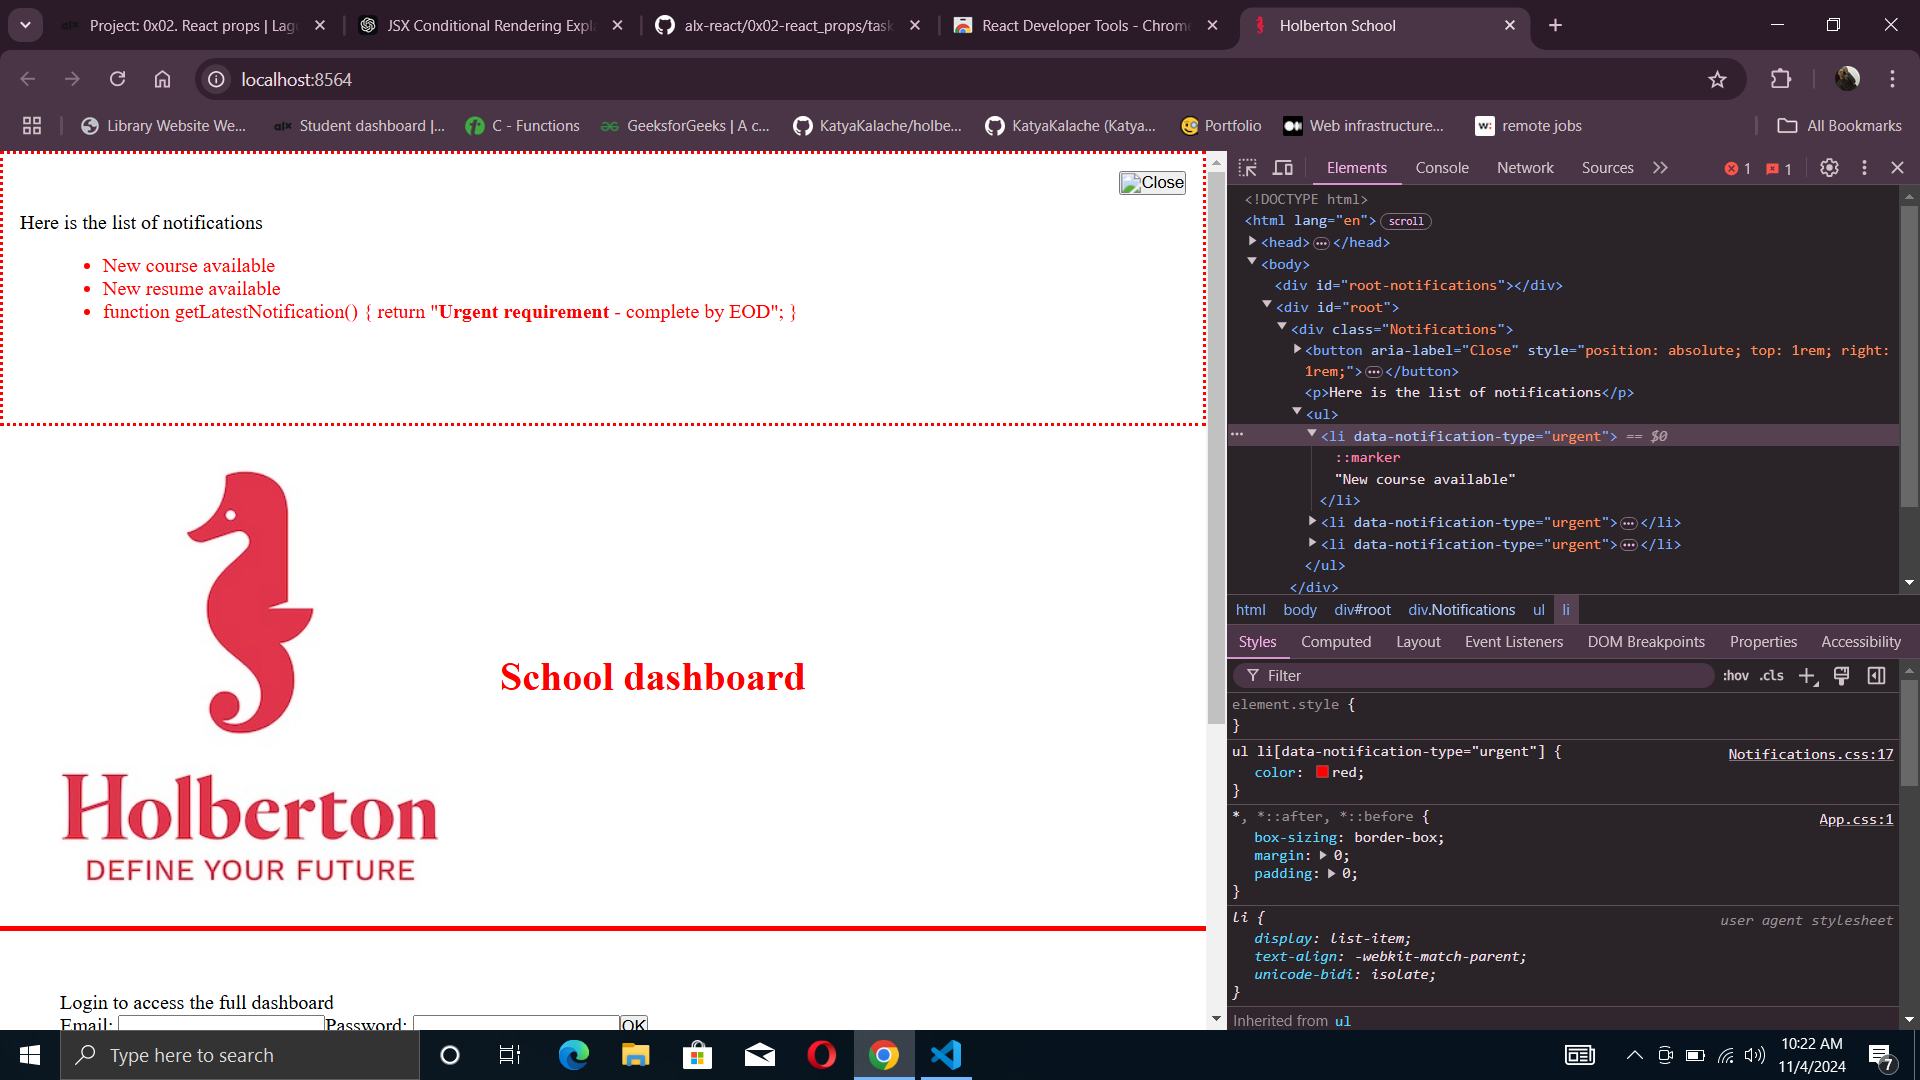 Project: 0x02. React props | Lag
JSX Conditional Rendering Expl
alx-react/0x02-react_props/task
React Developer Tools - Chrome
Holberton School
localhost:8564
Library Website We...
alx Student dashboard |...
C - Functions
GeeksforGeeks | A c...
KatyaKalache/holbe...
KatyaKalache (Katya...
Portfolio
Web infrastructure...
w: remote jobs
All Bookmarks
Close
Here is the list of notifications
New course available
New resume available
function getLatestNotification() { return "Urgent requirement - complete by EOD"; }
School dashboard
Holberton
DEFINE YOUR FUTURE
Login to access the full dashboard
Email: Password: OK
Elements Console Network Sources 1 1
<!DOCTYPE html>
<html lang="en"> scroll
<head> ... </head>
<body>
<div id="root-notifications"></div>
<div id="root">
<div class="Notifications">
<button aria-label="Close" style="position: absolute; top: 1rem; right:
1rem;"> ... </button>
<p>Here is the list of notifications</p>
<ul>
... <li data-notification-type="urgent"> == $0
::marker
"New course available"
</li>
<li data-notification-type="urgent"> ... </li>
<li data-notification-type="urgent"> ... </li>
</ul>
</div>
html body div#root div.Notifications ul li
Styles Computed Layout Event Listeners DOM Breakpoints Properties Accessibility
Filter :hov .cls
element.style {
}
ul li[data-notification-type="urgent"] { Notifications.css:17
color: red;
}
*, *::after, *::before { App.css:1
box-sizing: border-box;
margin: 0;
padding: 0;
}
li { user agent stylesheet
display: list-item;
text-align: -webkit-match-parent;
unicode-bidi: isolate;
}
Inherited from ul
Type here to search
10:22 AM
11/4/2024
7